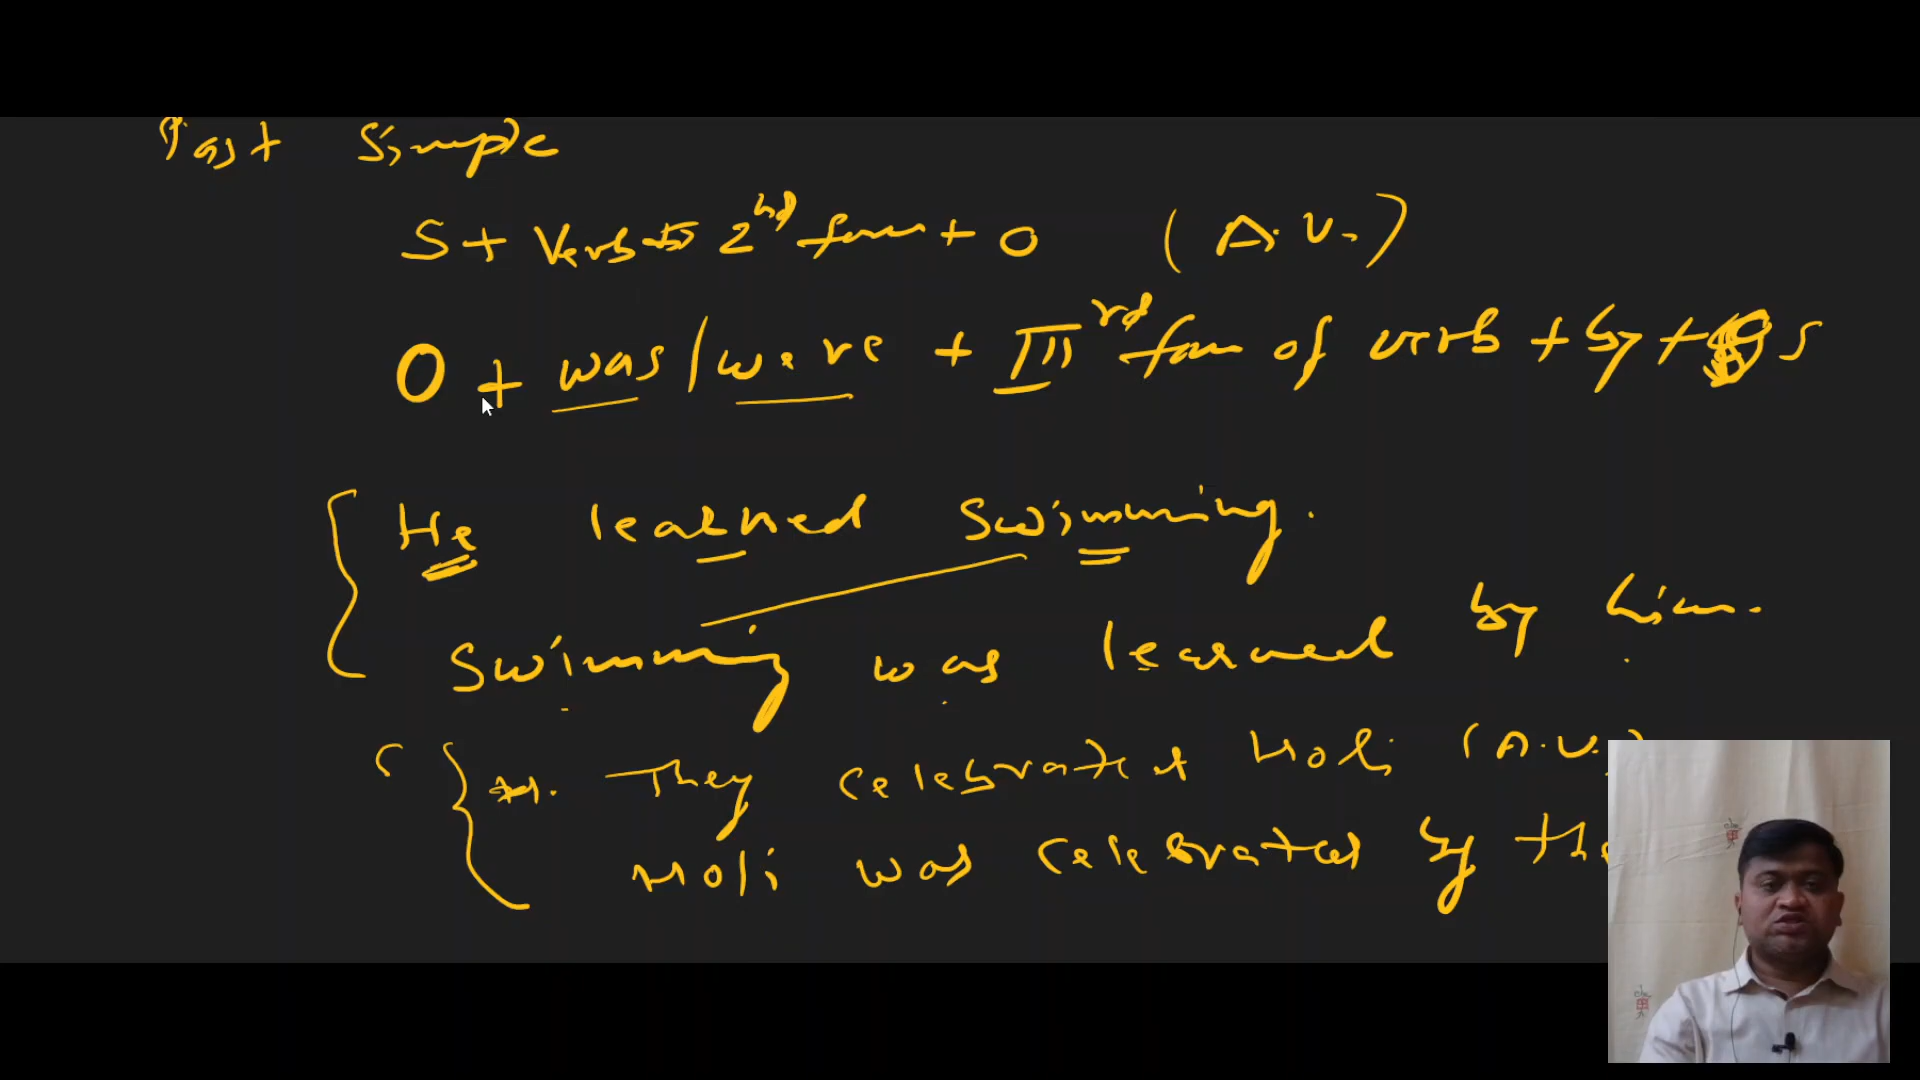 Past Simple
S + Verb 2nd form + O (A.V.)
O + was/were + IIIrd form of verb + by + S
He learned swimming.
Swimming was learned by him.
They celebrated Holi (A.V.)
Holi was celebrated by the